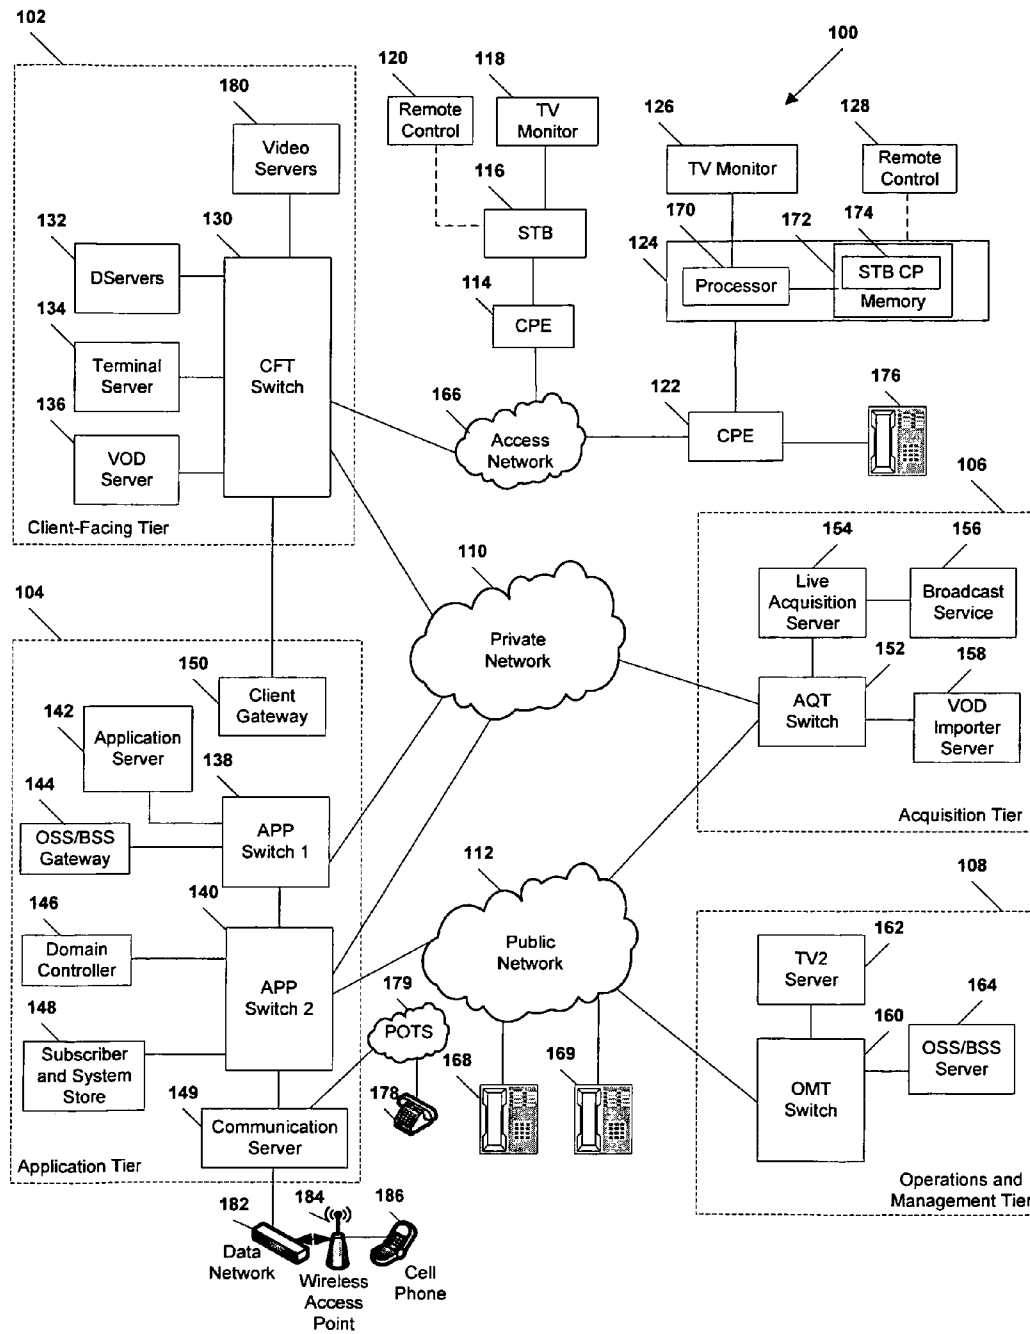 102
180
Video
Servers
132
130
DServers
134
Terminal
Server
CFT
Switch
136
VOD
Server
Client-Facing Tier
120
118
100
Remote
Control
TV
Monitor
126
128
TV Monitor
Remote
Control
116
STB
170
172
174
124
Processor
STB CP
Memory
114
CPE
166
Access
Network
122
CPE
176
106
110
Private
Network
154
156
Live
Acquisition
Server
Broadcast
Service
152
158
AQT
Switch
VOD
Importer
Server
Acquisition Tier
104
150
Client
Gateway
142
Application
Server
138
144
OSS/BSS
Gateway
APP
Switch 1
140
146
Domain
Controller
APP
Switch 2
148
Subscriber
and System
Store
149
Communication
Server
Application Tier
112
Public
Network
179
POTS
178
168
169
108
162
TV2
Server
164
160
OSS/BSS
Server
OMT
Switch
Operations and
Management Tier
182
184
186
Data
Network
Wireless
Access
Point
Cell
Phone